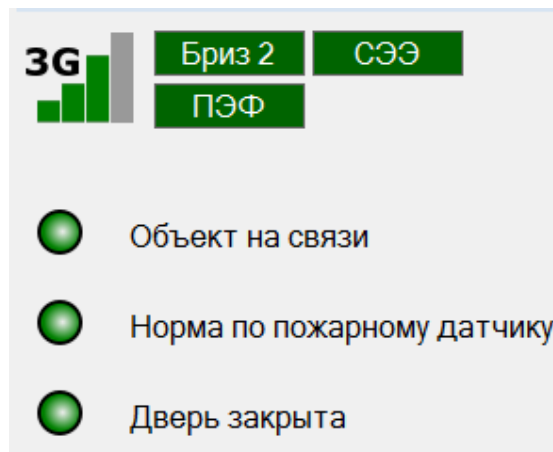 3G Бриз 2 СЭЭ
ПЭФ
Объект на связи
Норма по пожарному датчику
Дверь закрыта